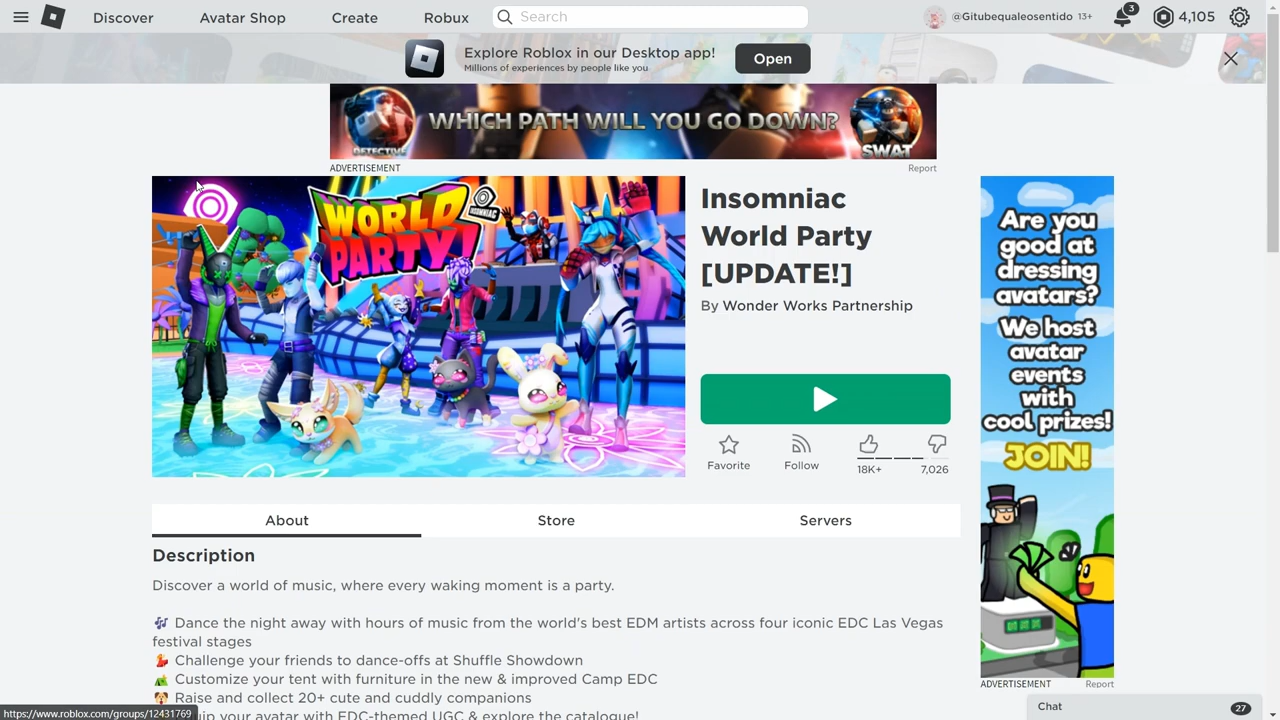 Discover
Avatar Shop
Create
Robux
Search
@Gitubequaleosentido 13+
3
4,105
Explore Roblox in our Desktop app!
Millions of experiences by people like you
Open
WHICH PATH WILL YOU GO DOWN?
DETECTIVE
SWAT
ADVERTISEMENT
Report
WORLD
PARTY!
INSOMNIAC
Insomniac
World Party
[UPDATE!]
By Wonder Works Partnership
Favorite
Follow
18K+
7,026
Are you
good at
dressing
avatars?
We host
avatar
events
with
cool prizes!
JOIN!
ADVERTISEMENT
Report
About
Store
Servers
Description
Discover a world of music, where every waking moment is a party.
🎶 Dance the night away with hours of music from the world's best EDM artists across four iconic EDC Las Vegas
festival stages
💃 Challenge your friends to dance-offs at Shuffle Showdown
🏕️ Customize your tent with furniture in the new & improved Camp EDC
🐶 Raise and collect 20+ cute and cuddly companions
your avatar with EDC-themed UGC & explore the catalogue!
https://www.roblox.com/groups/12431769
Chat
27